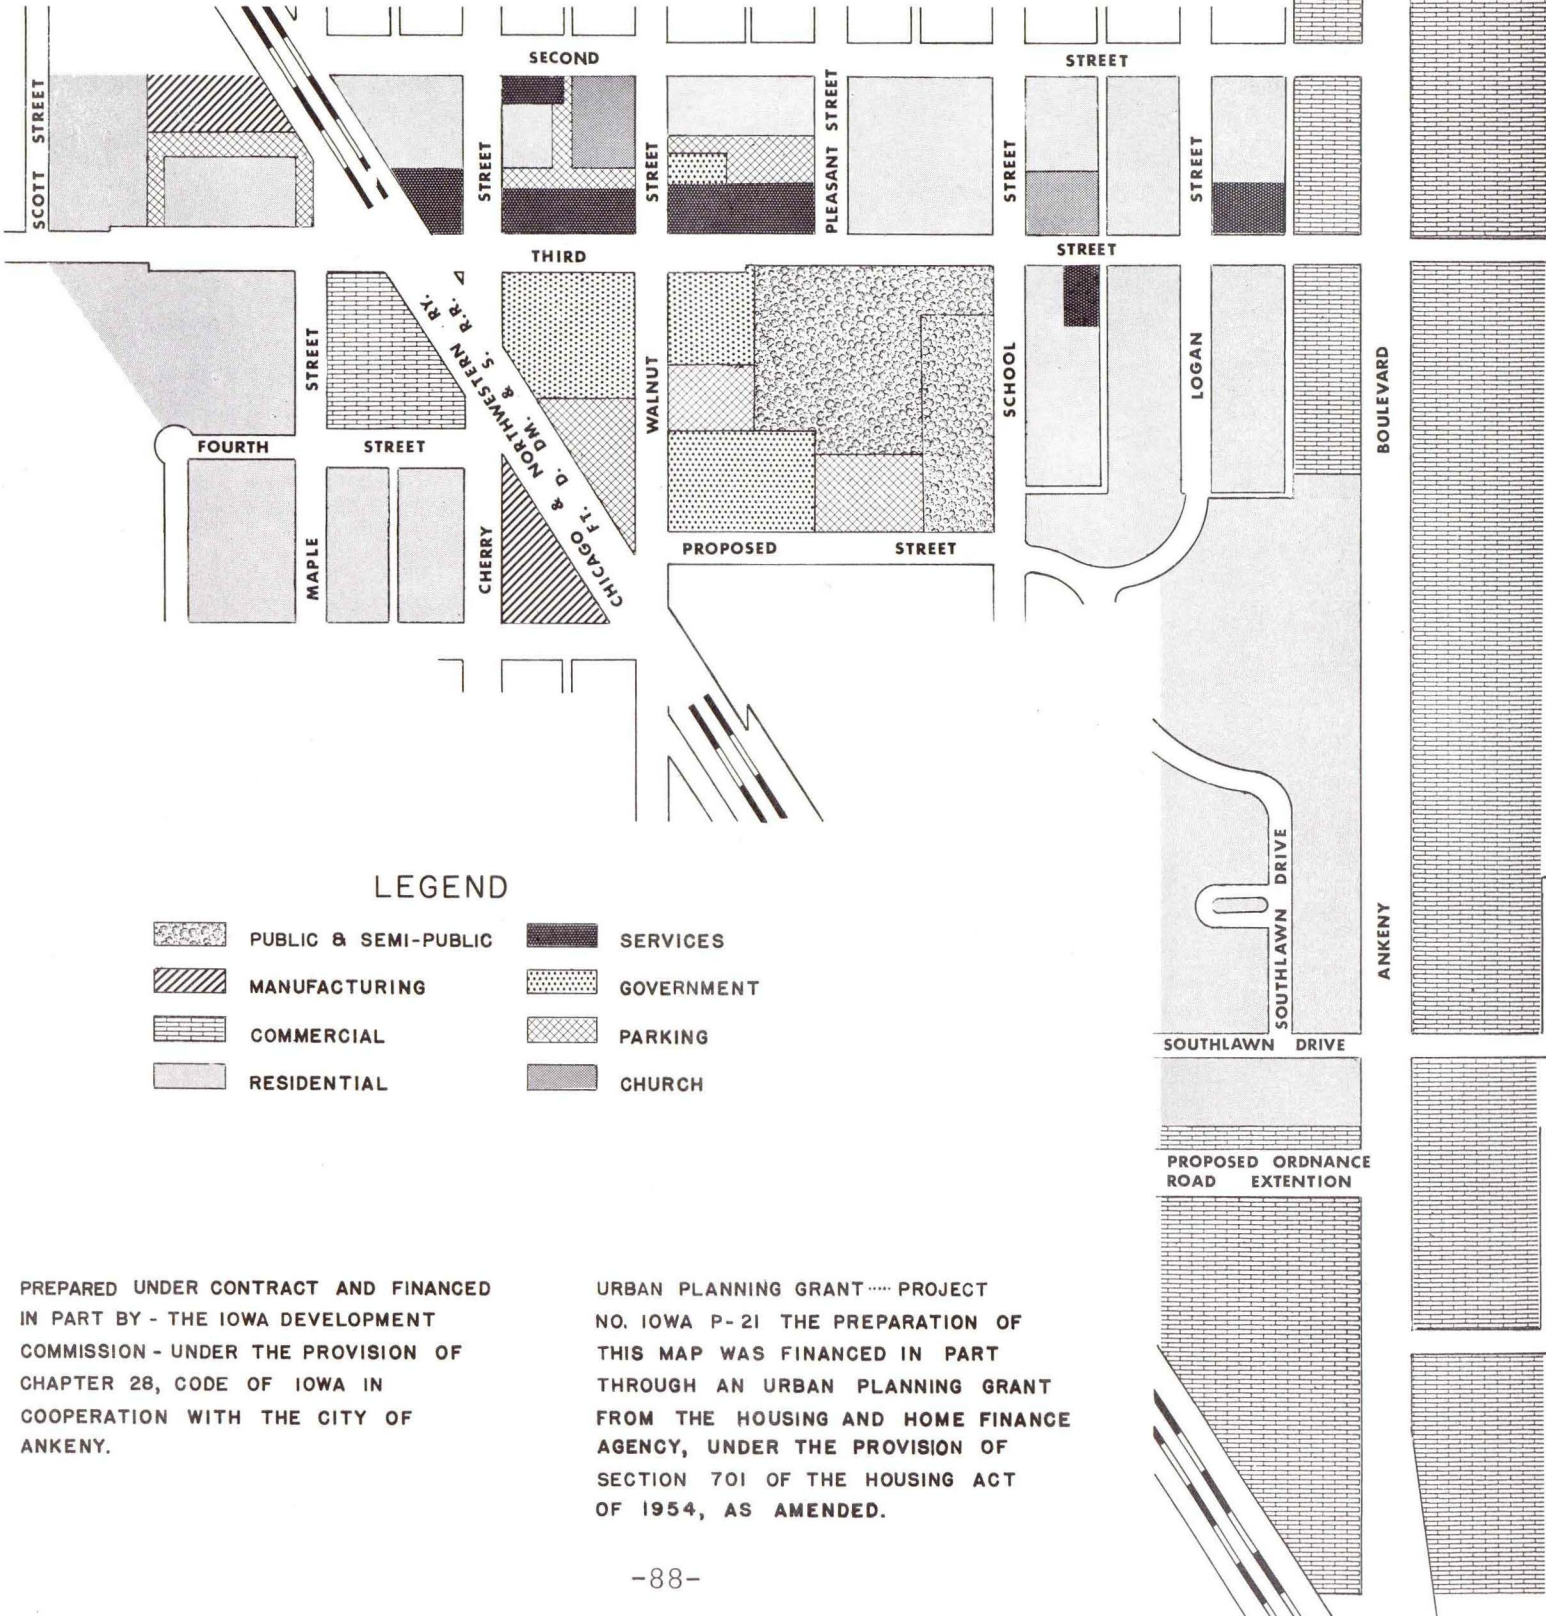 SECOND
STREET
SCOTT STREET
STREET
STREET
PLEASANT STREET
STREET
STREET
THIRD
STREET
STREET
CHICAGO & NORTHWESTERN RY.
FT. D. DM. & S. R.R.
WALNUT
SCHOOL
LOGAN
BOULEVARD
FOURTH
STREET
MAPLE
CHERRY
PROPOSED
STREET
LEGEND
PUBLIC & SEMI-PUBLIC
SERVICES
MANUFACTURING
GOVERNMENT
COMMERCIAL
PARKING
RESIDENTIAL
CHURCH
SOUTHLAWN DRIVE
ANKENY
SOUTHLAWN DRIVE
PROPOSED ORDNANCE
ROAD EXTENTION
PREPARED UNDER CONTRACT AND FINANCED
IN PART BY - THE IOWA DEVELOPMENT
COMMISSION - UNDER THE PROVISION OF
CHAPTER 28, CODE OF IOWA IN
COOPERATION WITH THE CITY OF
ANKENY.
URBAN PLANNING GRANT ..... PROJECT
NO. IOWA P-21 THE PREPARATION OF
THIS MAP WAS FINANCED IN PART
THROUGH AN URBAN PLANNING GRANT
FROM THE HOUSING AND HOME FINANCE
AGENCY, UNDER THE PROVISION OF
SECTION 701 OF THE HOUSING ACT
OF 1954, AS AMENDED.
-88-